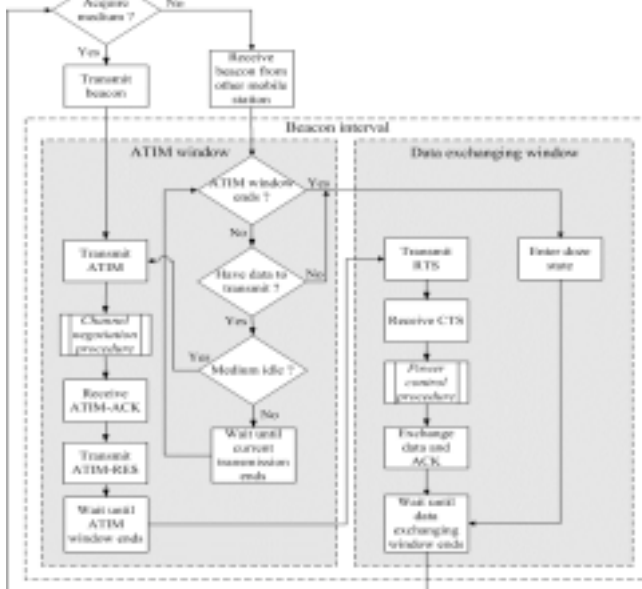 Acquire
medium ?
No
Yes
Transmit
beacon
Receive
beacon from
other mobile
station
Beacon interval
ATIM window
Data exchanging window
ATIM window
ends ?
Yes
No
Transmit
ATIM
Have data to
transmit ?
No
Transmit
RTS
Enter doze
state
Channel
negotiation
procedure
Yes
Receive CTS
Yes
Medium idle ?
Power
control
procedure
Receive
ATIM-ACK
No
Wait until
current
transmission
ends
Exchange
data and
ACK
Transmit
ATIM-RES
Wait until
ATIM
window ends
Wait until
data
exchanging
window ends